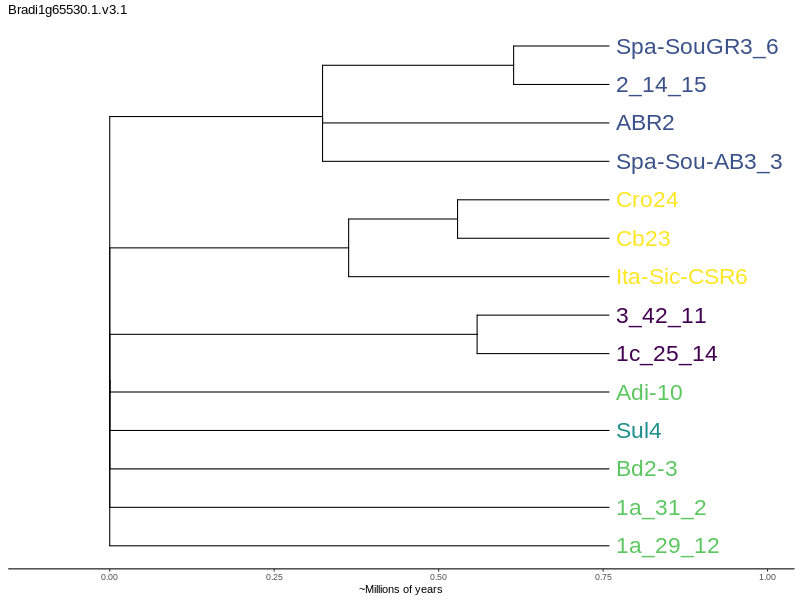 Bradi1g65530.1.v3.1
Spa-SouGR3_6
2_14_15
ABR2
Spa-Sou-AB3_3
Cro24
Cb23
Ita-Sic-CSR6
3_42_11
1c_25_14
Adi-10
Sul4
Bd2-3
1a_31_2
1a_29_12
0.00 0.25 0.50 0.75 1.00
~Millions of years